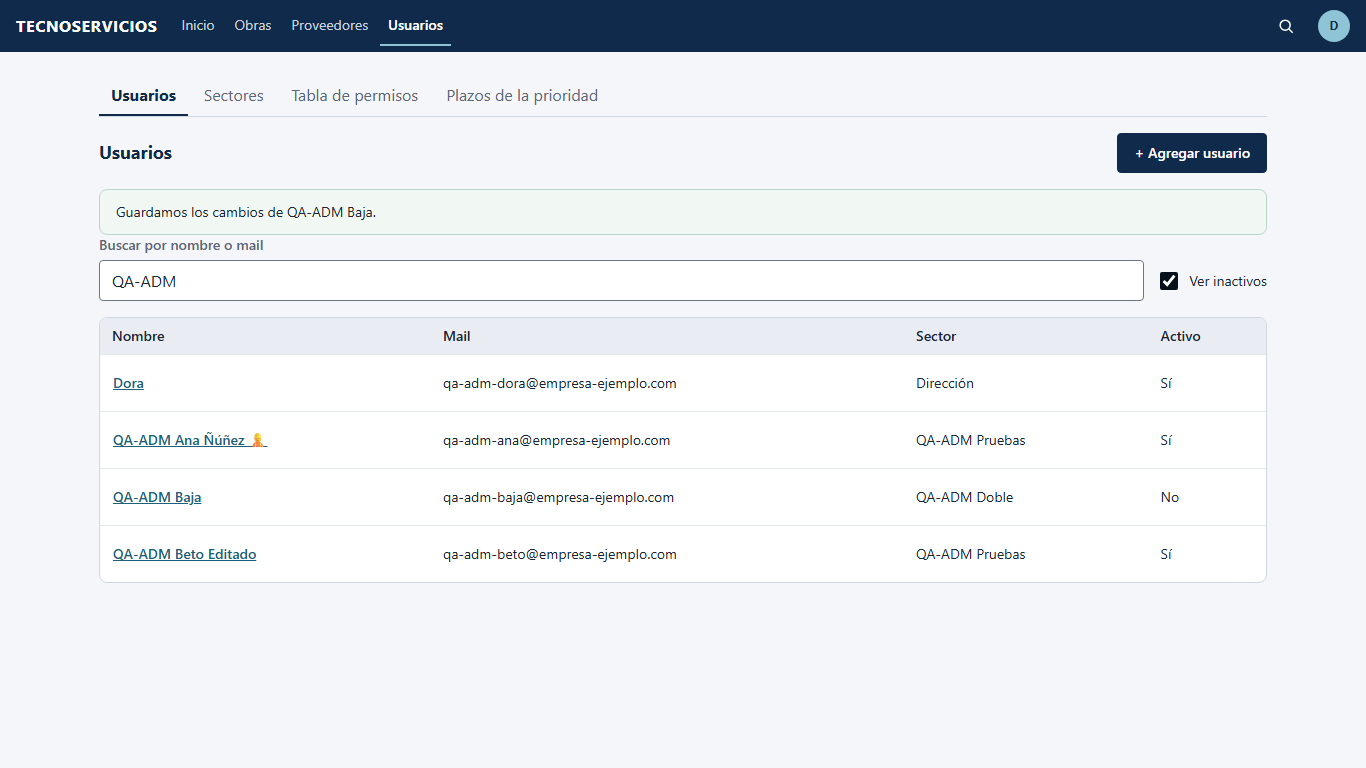 TECNOSERVICIOS Inicio Obras Proveedores Usuarios D
Usuarios Sectores Tabla de permisos Plazos de la prioridad
Usuarios + Agregar usuario
Guardamos los cambios de QA-ADM Baja.
Buscar por nombre o mail
QA-ADM Ver inactivos
Nombre Mail Sector Activo
Dora qa-adm-dora@empresa-ejemplo.com Dirección Sí
QA-ADM Ana Ñúñez qa-adm-ana@empresa-ejemplo.com QA-ADM Pruebas Sí
QA-ADM Baja qa-adm-baja@empresa-ejemplo.com QA-ADM Doble No
QA-ADM Beto Editado qa-adm-beto@empresa-ejemplo.com QA-ADM Pruebas Sí